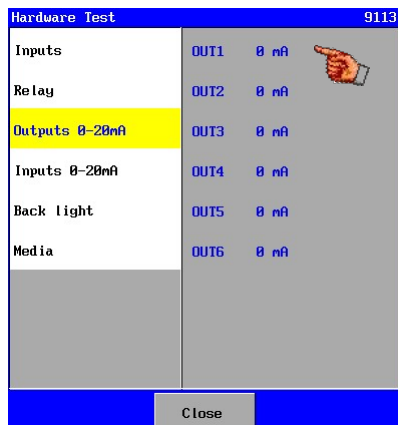 Hardware Test 9113
Inputs OUT1 0 mA
Relay OUT2 0 mA
Outputs 0-20mA OUT3 0 mA
Inputs 0-20mA OUT4 0 mA
Back light OUT5 0 mA
Media OUT6 0 mA
Close